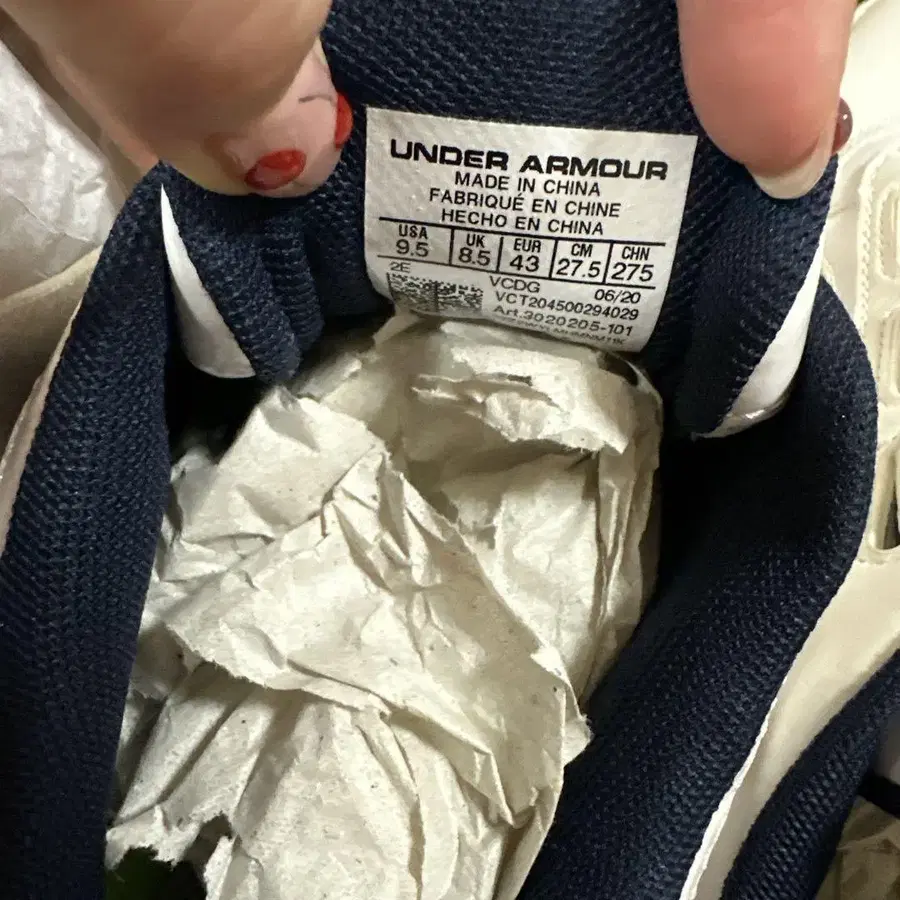 UNDER ARMOUR
MADE IN CHINA
FABRIQUÉ EN CHINE
HECHO EN CHINA
USA UK EUR CM CHN
9.5 8.5 43 27.5 275
2E
VCDG 06/20
VCT204500294029
Art.3020205-101